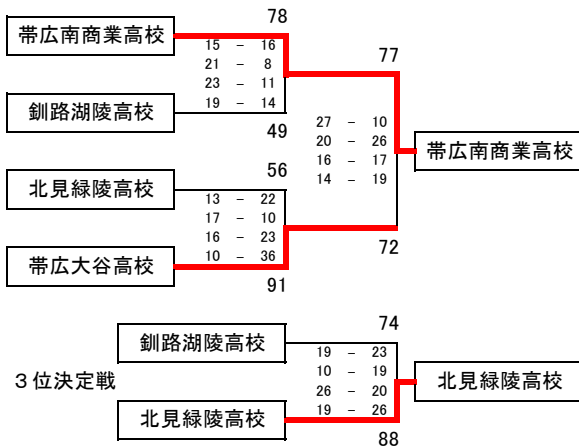 78
帯広南商業高校
15 － 16
21 － 8
23 － 11
19 － 14
77
釧路湖陵高校
49
27 － 10
20 － 26
16 － 17
14 － 19
帯広南商業高校
56
北見緑陵高校
13 － 22
17 － 10
16 － 23
10 － 36
72
帯広大谷高校
91
74
釧路湖陵高校
19 － 23
10 － 19
26 － 20
19 － 26
３位決定戦
北見緑陵高校
北見緑陵高校
88